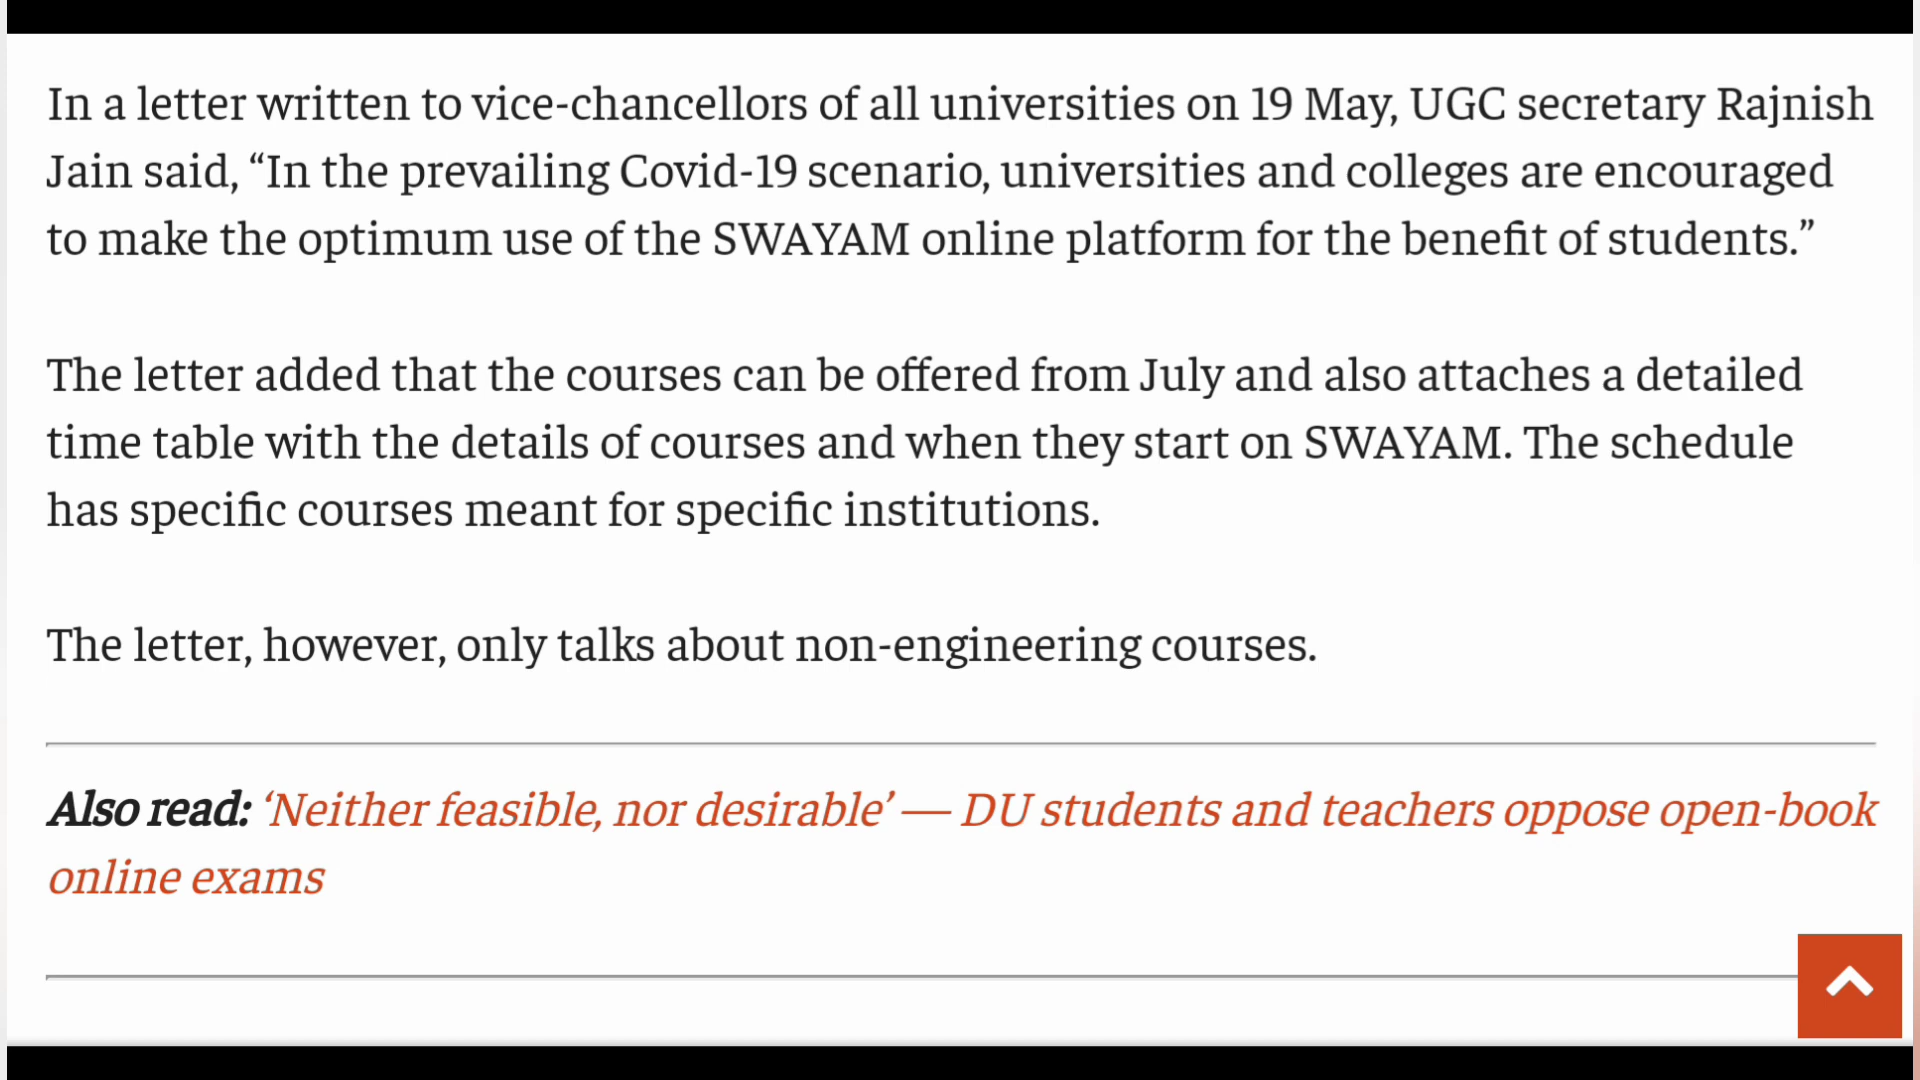 In a letter written to vice-chancellors of all universities on 19 May, UGC secretary Rajnish
Jain said, “In the prevailing Covid-19 scenario, universities and colleges are encouraged
to make the optimum use of the SWAYAM online platform for the benefit of students.”
The letter added that the courses can be offered from July and also attaches a detailed
time table with the details of courses and when they start on SWAYAM. The schedule
has specific courses meant for specific institutions.
The letter, however, only talks about non-engineering courses.
Also read: ‘Neither feasible, nor desirable’ — DU students and teachers oppose open-book
online exams